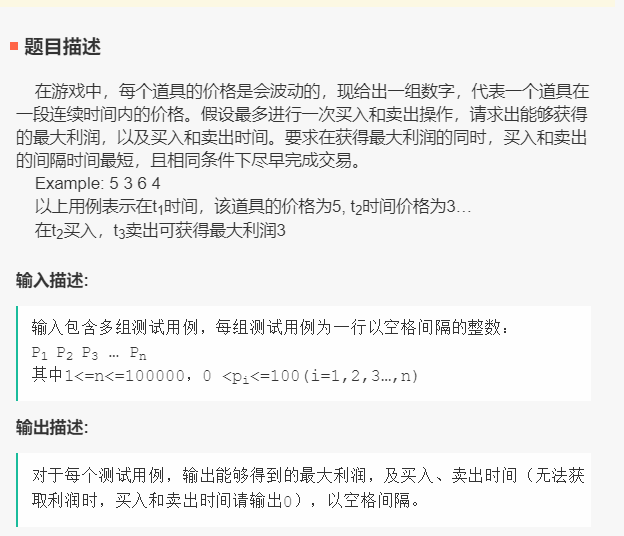 题目描述
在游戏中，每个道具的价格是会波动的，现给出一组数字，代表一个道具在
一段连续时间内的价格。假设最多进行一次买入和卖出操作，请求出能够获得
的最大利润，以及买入和卖出时间。要求在获得最大利润的同时，买入和卖出
的间隔时间最短，且相同条件下尽早完成交易。
Example: 5 3 6 4
以上用例表示在t₁时间，该道具的价格为5, t₂时间价格为3…
在t₂买入，t₃卖出可获得最大利润3
输入描述:
输入包含多组测试用例，每组测试用例为一行以空格间隔的整数：
P₁ P₂ P₃ … Pₙ
其中1<=n<=100000，0 <pᵢ<=100(i=1,2,3…,n)
输出描述:
对于每个测试用例，输出能够得到的最大利润，及买入、卖出时间（无法获
取利润时，买入和卖出时间请输出0），以空格间隔。